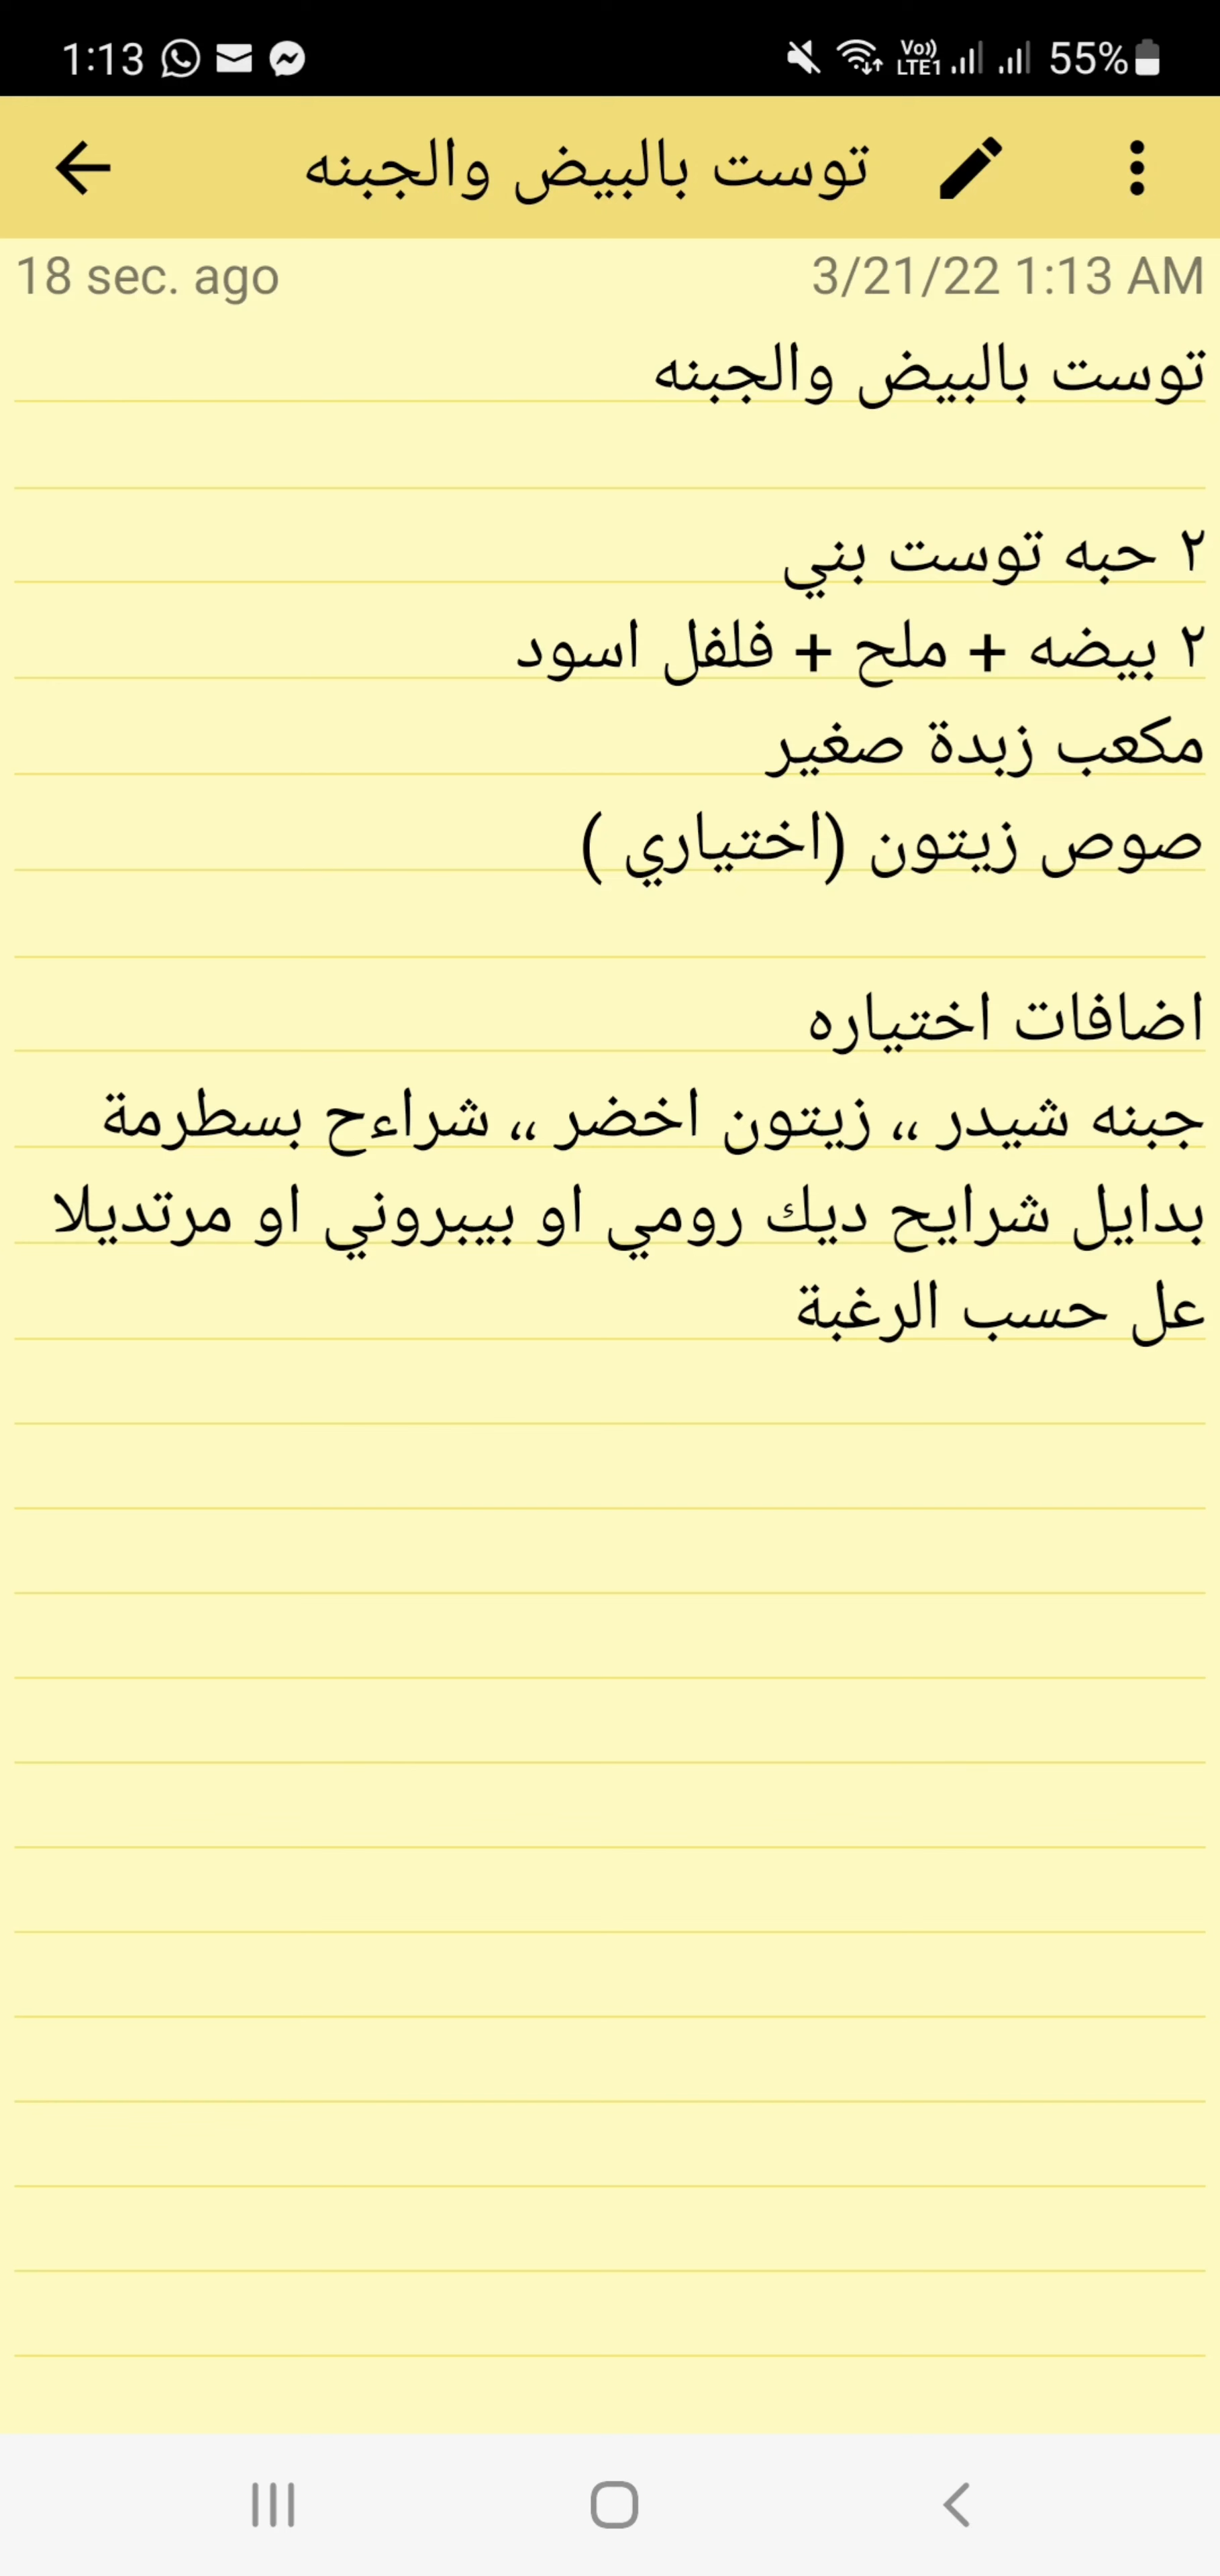 1:13 Vo)) LTE1 55%
توست بالبيض والجبنه
18 sec. ago 3/21/22 1:13 AM
توست بالبيض والجبنه
٢ حبه توست بني
٢ بيضه + ملح + فلفل اسود
مكعب زبدة صغير
صوص زيتون (اختياري )
اضافات اختياره
جبنه شيدر ،، زيتون اخضر ،، شراءح بسطرمة
بدايل شرايح ديك رومي او بيبروني او مرتديلا
عل حسب الرغبة